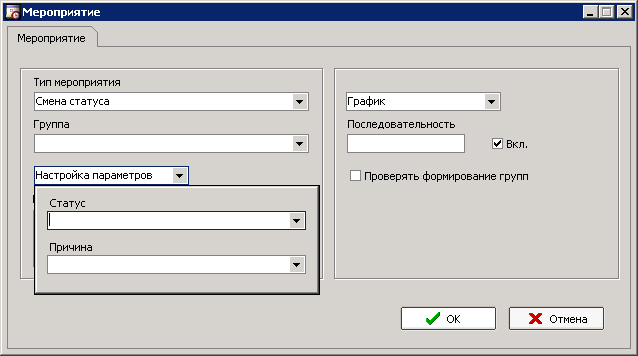 Мероприятие
Мероприятие
Тип мероприятия
Смена статуса
Группа
Настройка параметров
Статус
Причина
График
Последовательность
Вкл.
Проверять формирование групп
OK
Отмена